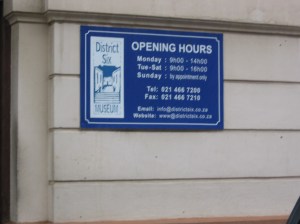 District
Six
MUSEUM
OPENING HOURS
Monday : 9h00 - 14h00
Tue-Sat : 9h00 - 16h00
Sunday : by appointment only
Tel: 021 466 7200
Fax: 021 466 7210
Email: info@districtsix.co.za
Website: www.@districtsix.co.za